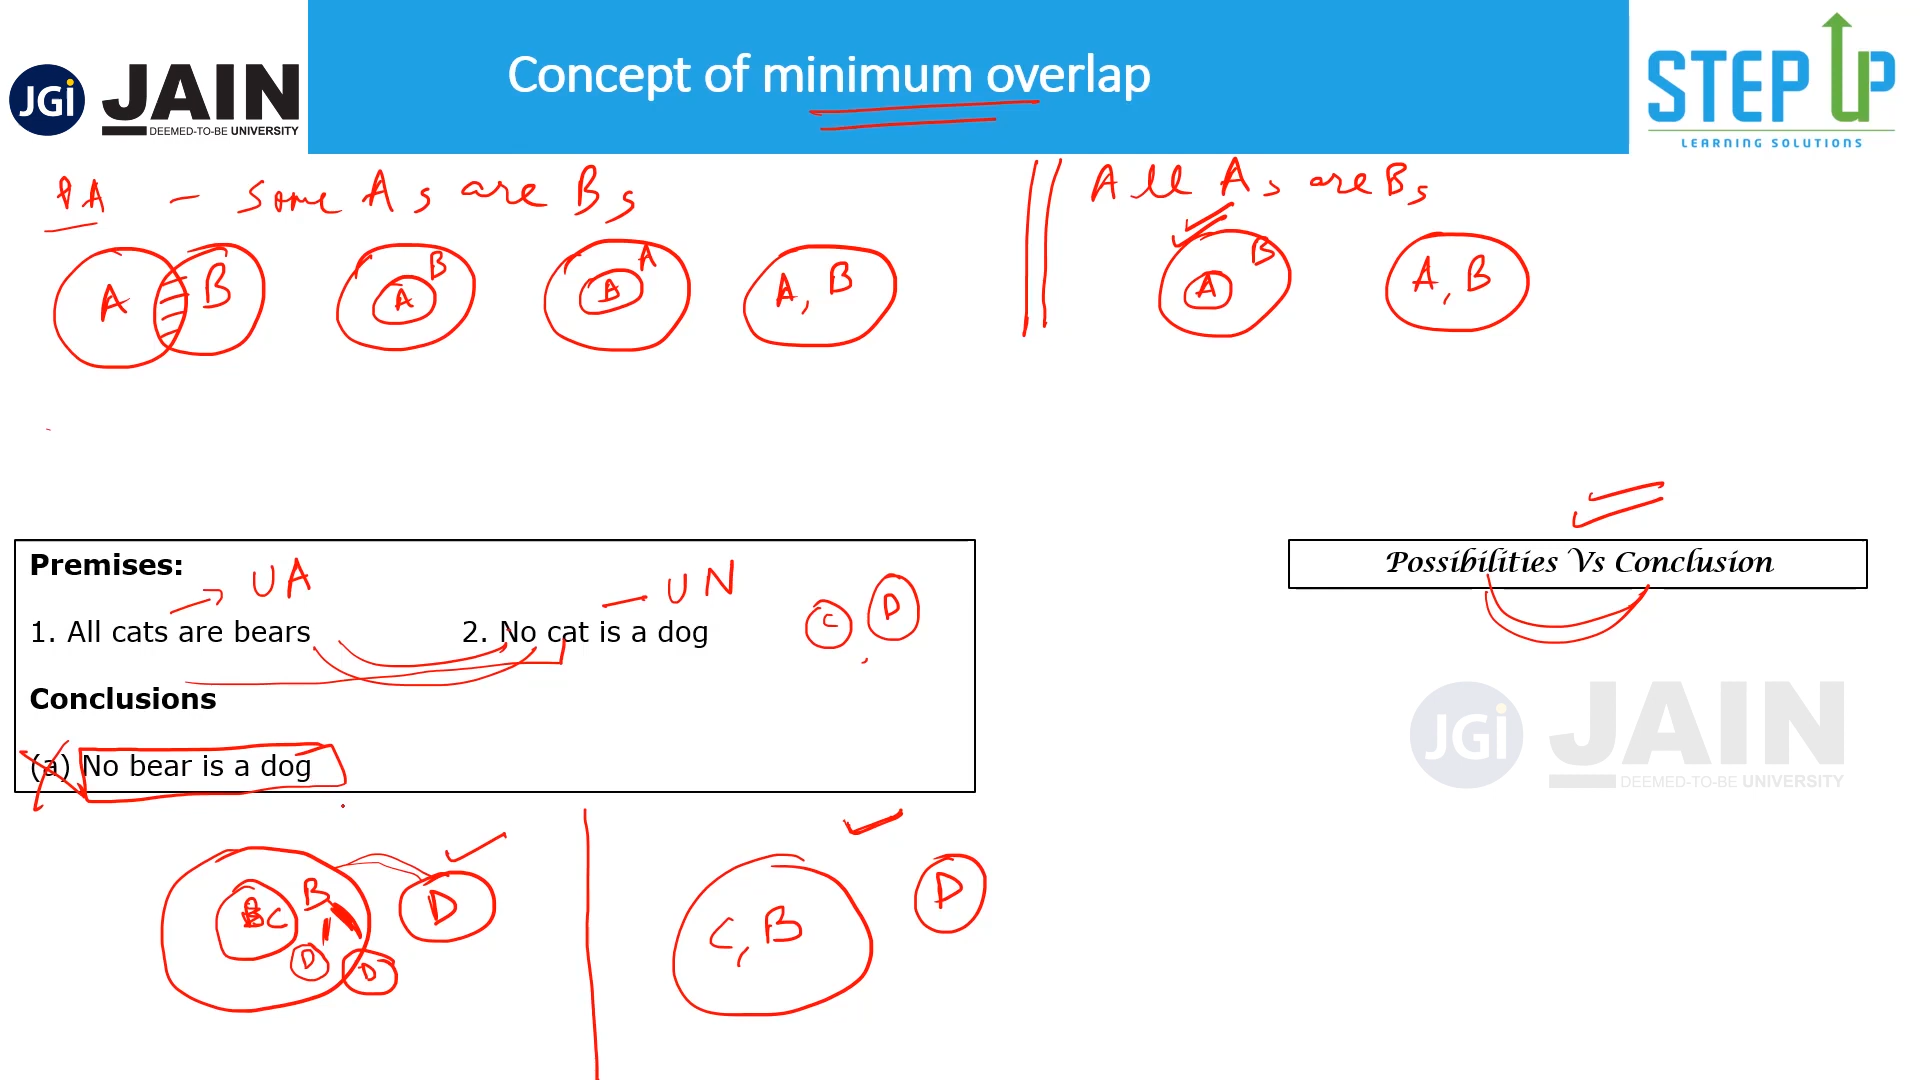 JGi JAIN
DEEMED-TO-BE UNIVERSITY
Concept of minimum overlap
STEP UP
LEARNING SOLUTIONS
PA - Some As are Bs
All As are Bs
A B
A B
B A
A, B
A B
A, B
Possibilities Vs Conclusion
Premises:
UA
UN
C D
1. All cats are bears 2. No cat is a dog
Conclusions
(a) No bear is a dog
JGi JAIN
DEEMED-TO-BE UNIVERSITY
C B D
D D
C, B D